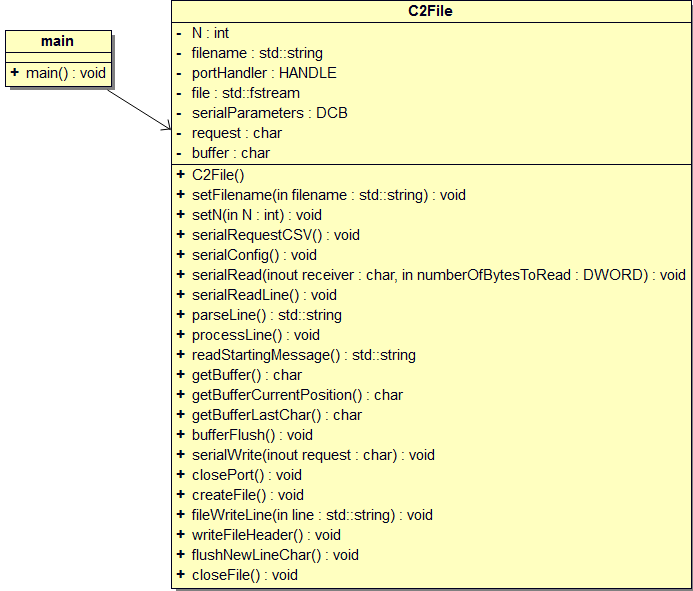 main
+ main() : void
C2File
- N : int
- filename : std::string
- portHandler : HANDLE
- file : std::fstream
- serialParameters : DCB
- request : char
- buffer : char
+ C2File()
+ setFilename(in filename : std::string) : void
+ setN(in N : int) : void
+ serialRequestCSV() : void
+ serialConfig() : void
+ serialRead(inout receiver : char, in numberOfBytesToRead : DWORD) : void
+ serialReadLine() : void
+ parseLine() : std::string
+ processLine() : void
+ readStartingMessage() : std::string
+ getBuffer() : char
+ getBufferCurrentPosition() : char
+ getBufferLastChar() : char
+ bufferFlush() : void
+ serialWrite(inout request : char) : void
+ closePort() : void
+ createFile() : void
+ fileWriteLine(in line : std::string) : void
+ writeFileHeader() : void
+ flushNewLineChar() : void
+ closeFile() : void